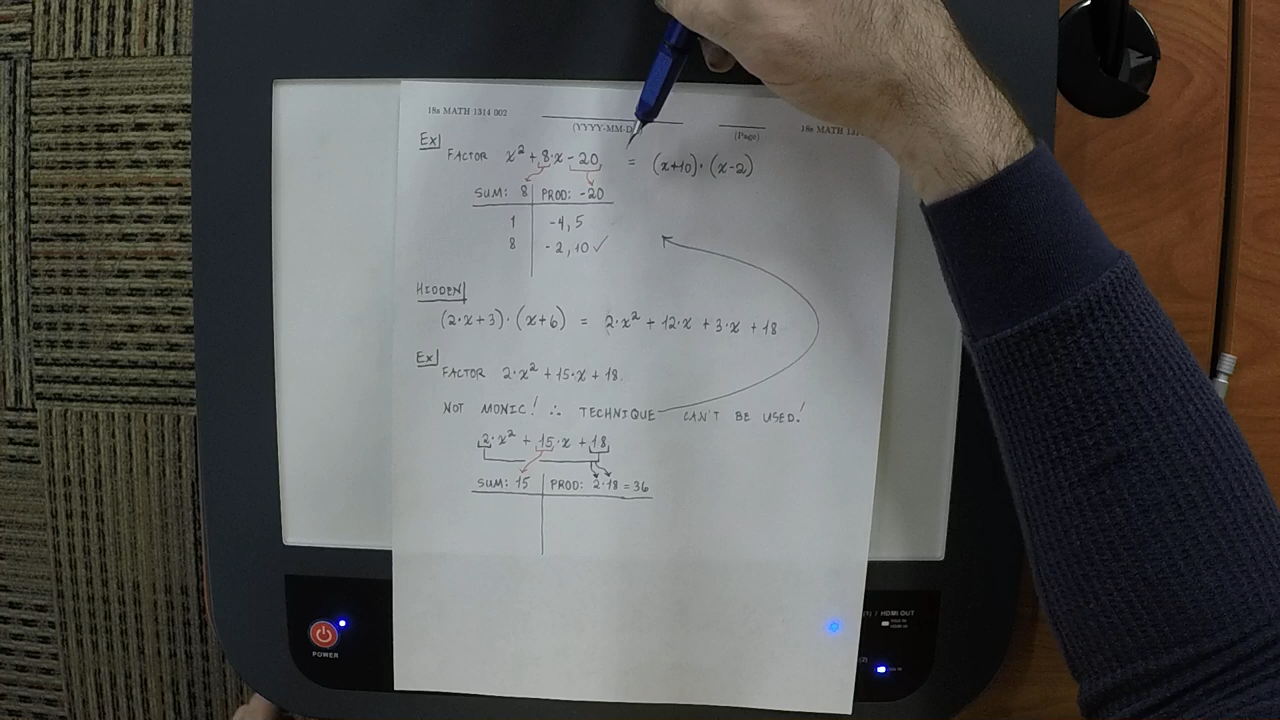 18s MATH 1314 002
(YYYY-MM-D
(Page)
18s MATH 131
Ex
FACTOR x² + 8·x - 20, = (x+10)·(x-2)
SUM: 8 PROD: -20
1 -4, 5
8 -2, 10 ✓
HIDDEN
(2·x+3)·(x+6) = 2·x² + 12·x + 3·x + 18
Ex
FACTOR 2·x² + 15·x + 18.
NOT MONIC! ∴ TECHNIQUE CAN'T BE USED!
2·x² + 15·x + 18
SUM: 15 PROD: 2·18 = 36
POWER
/ HDMI OUT